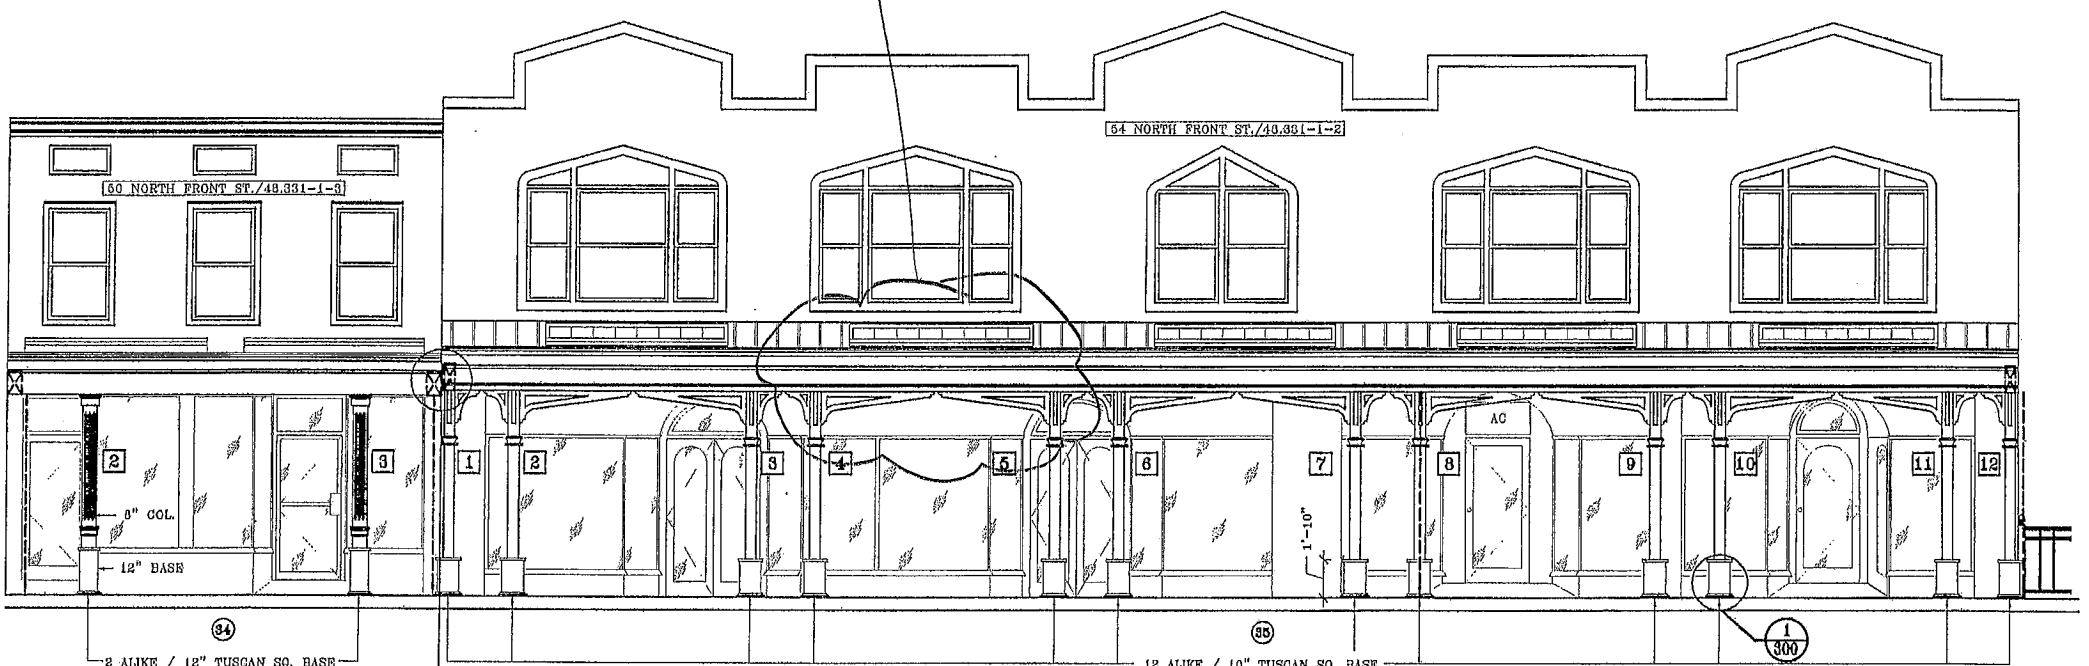 54 NORTH FRONT ST./48.331-1-2
50 NORTH FRONT ST./48.331-1-3
AC
2
3
1
2
3
4
5
6
7
8
9
10
11
12
8" COL.
1'-10"
12" BASE
34
35
1
300
2 ALIKE / 12" TUSCAN SQ. BASE
12 ALIKE / 10" TUSCAN SQ. BASE